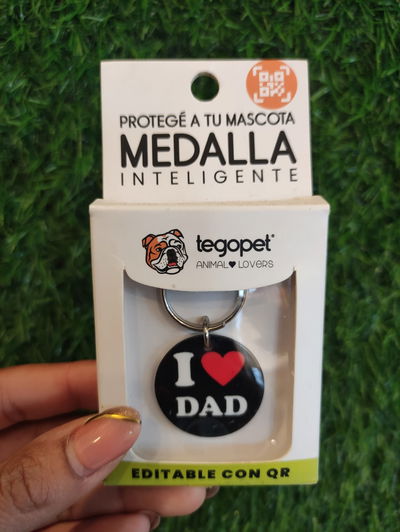 PROTEGÉ A TU MASCOTA
MEDALLA
INTELIGENTE
tegopet®
ANIMAL♥LOVERS
I ❤ DAD
EDITABLE CON QR